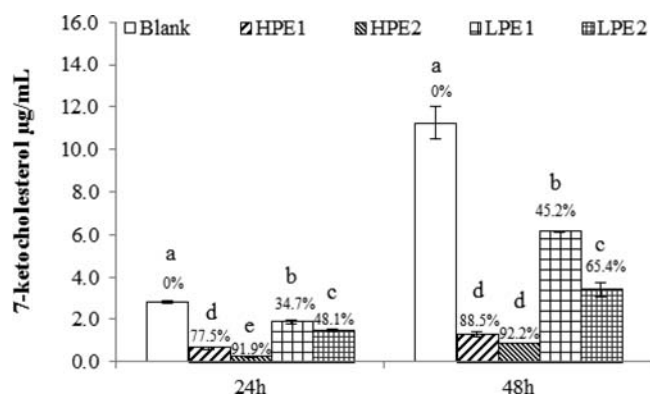 Blank HPE1 HPE2 LPE1 LPE2
7-ketocholesterol µg/mL
16.0
14.0
12.0
10.0
8.0
6.0
4.0
2.0
0.0
a
0%
d
77.5%
e
91.9%
b
34.7%
c
48.1%
a
0%
d
88.5%
d
92.2%
b
45.2%
c
65.4%
24h 48h